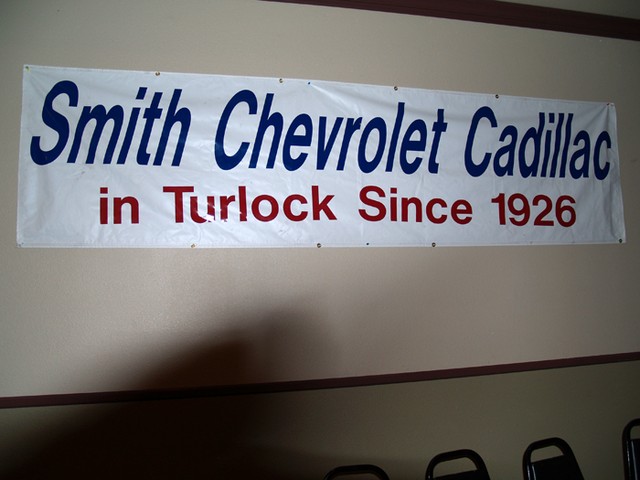 Smith Chevrolet Cadillac
in Turlock Since 1926